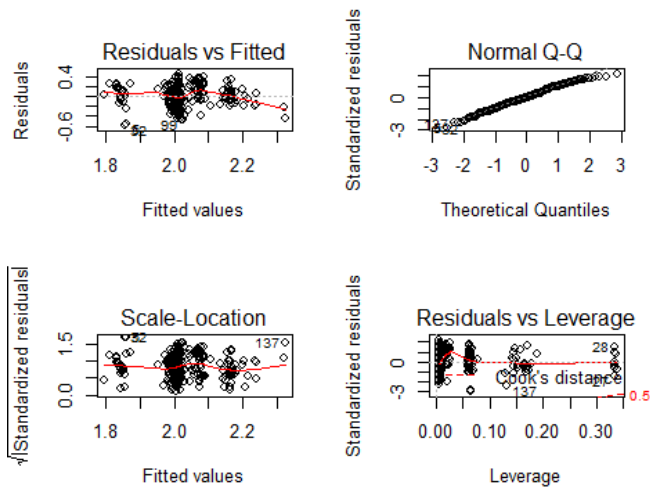 Residuals vs Fitted
Residuals
0.4
-0.6
99
52
1.8
2.0
2.2
Fitted values
Normal Q-Q
Standardized residuals
0
-3
-3
-2
-1
0
1
2
3
Theoretical Quantiles
Scale-Location
√|Standardized residuals|
1.5
0.0
137
1.8
2.0
2.2
Fitted values
Residuals vs Leverage
Standardized residuals
0
-3
28
Cook's distance
137
0.5
0.00
0.10
0.20
0.30
Leverage